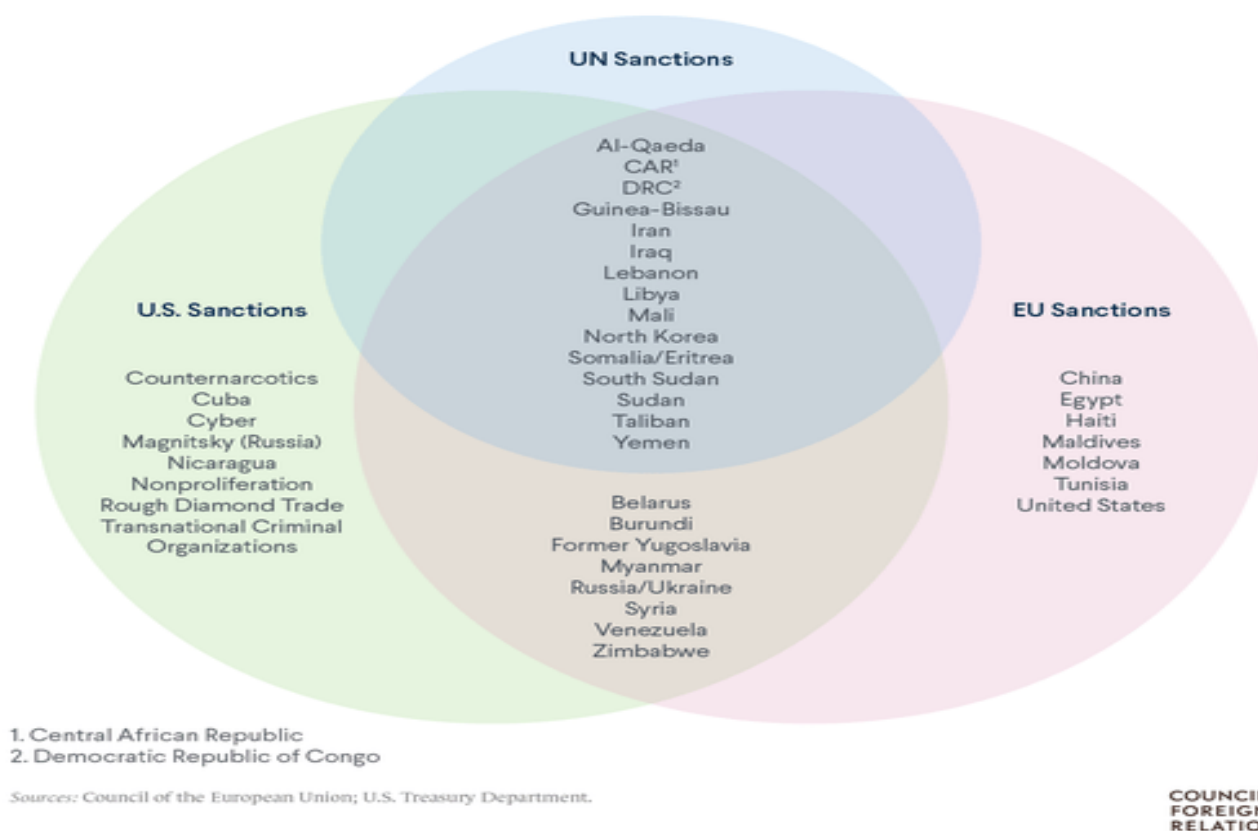 UN Sanctions
Al-Qaeda
CAR¹
DRC²
Guinea-Bissau
Iran
Iraq
Lebanon
Libya
Mali
North Korea
Somalia/Eritrea
South Sudan
Sudan
Taliban
Yemen
U.S. Sanctions
Counternarcotics
Cuba
Cyber
Magnitsky (Russia)
Nicaragua
Nonproliferation
Rough Diamond Trade
Transnational Criminal
Organizations
Belarus
Burundi
Former Yugoslavia
Myanmar
Russia/Ukraine
Syria
Venezuela
Zimbabwe
EU Sanctions
China
Egypt
Haiti
Maldives
Moldova
Tunisia
United States
1. Central African Republic
2. Democratic Republic of Congo
Sources: Council of the European Union; U.S. Treasury Department.
COUNCI
FOREIG
RELATIO